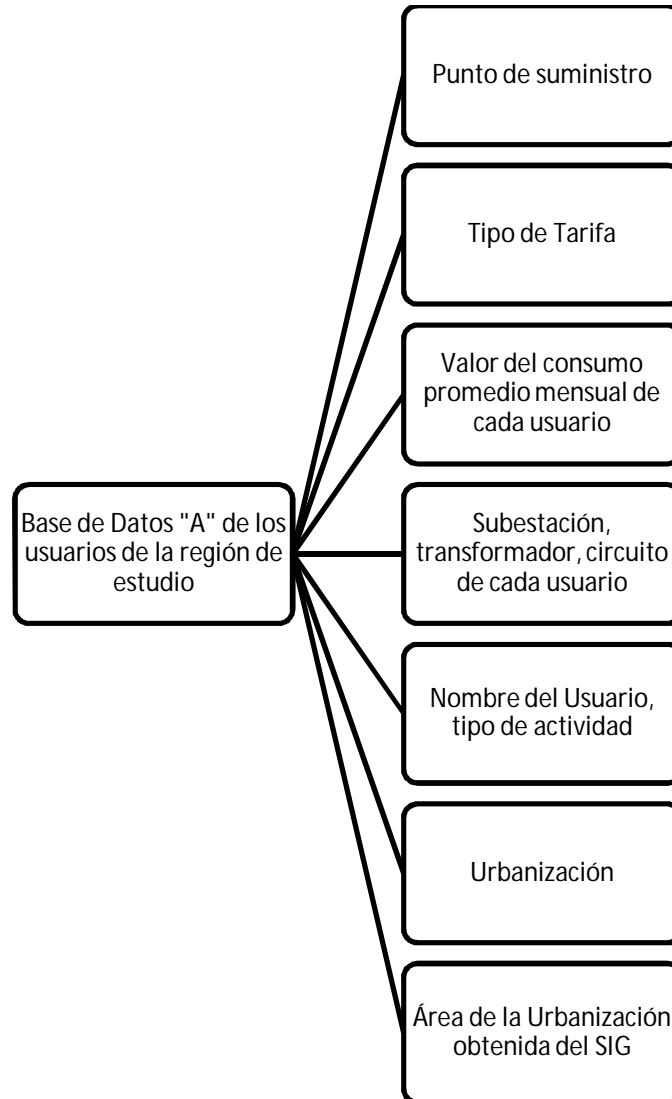 Punto de suministro
Tipo de Tarifa
Valor del consumo
promedio mensual de
cada usuario
Base de Datos "A" de los
usuarios de la región de
estudio
Subestación,
transformador, circuito
de cada usuario
Nombre del Usuario,
tipo de actividad
Urbanización
Área de la Urbanización
obtenida del SIG